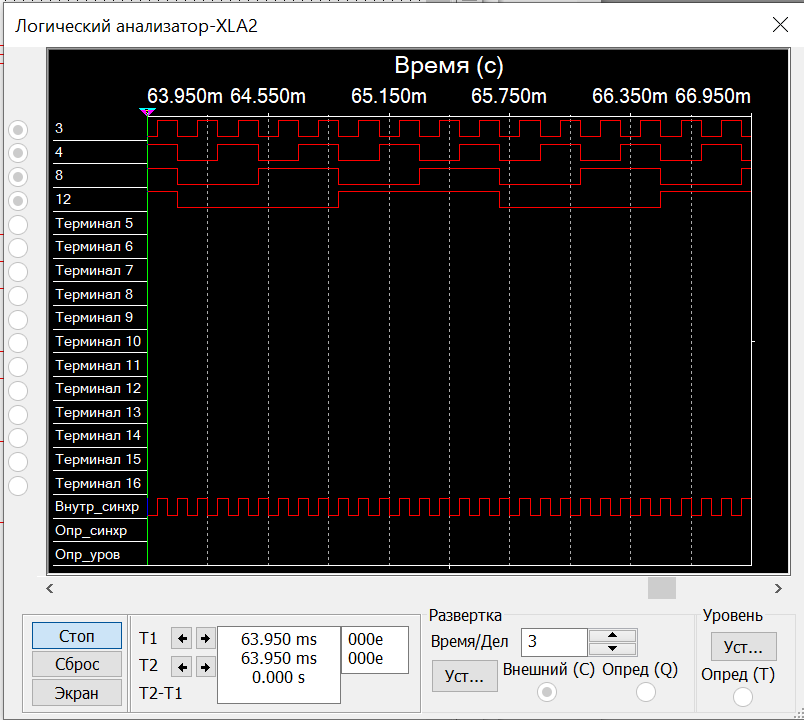 Логический анализатор-XLA2
Время (с)
63.950m 64.550m 65.150m 65.750m 66.350m 66.950m
3
4
8
12
Терминал 5
Терминал 6
Терминал 7
Терминал 8
Терминал 9
Терминал 10
Терминал 11
Терминал 12
Терминал 13
Терминал 14
Терминал 15
Терминал 16
Внутр_синхр
Опр_синхр
Опр_уров
Стоп
Сброс
Экран
T1
T2
T2-T1
63.950 ms
63.950 ms
0.000 s
000e
000e
Развертка
Время/Дел 3
Уст...
Внешний (C) Опред (Q)
Уровень
Уст...
Опред (T)